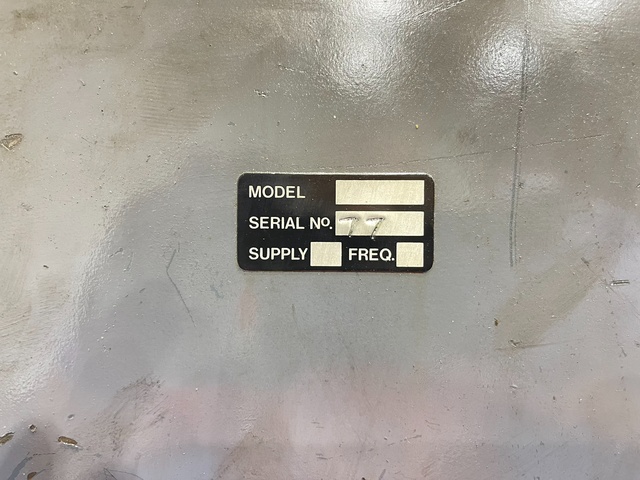 MODEL
SERIAL No. 77
SUPPLY FREQ.